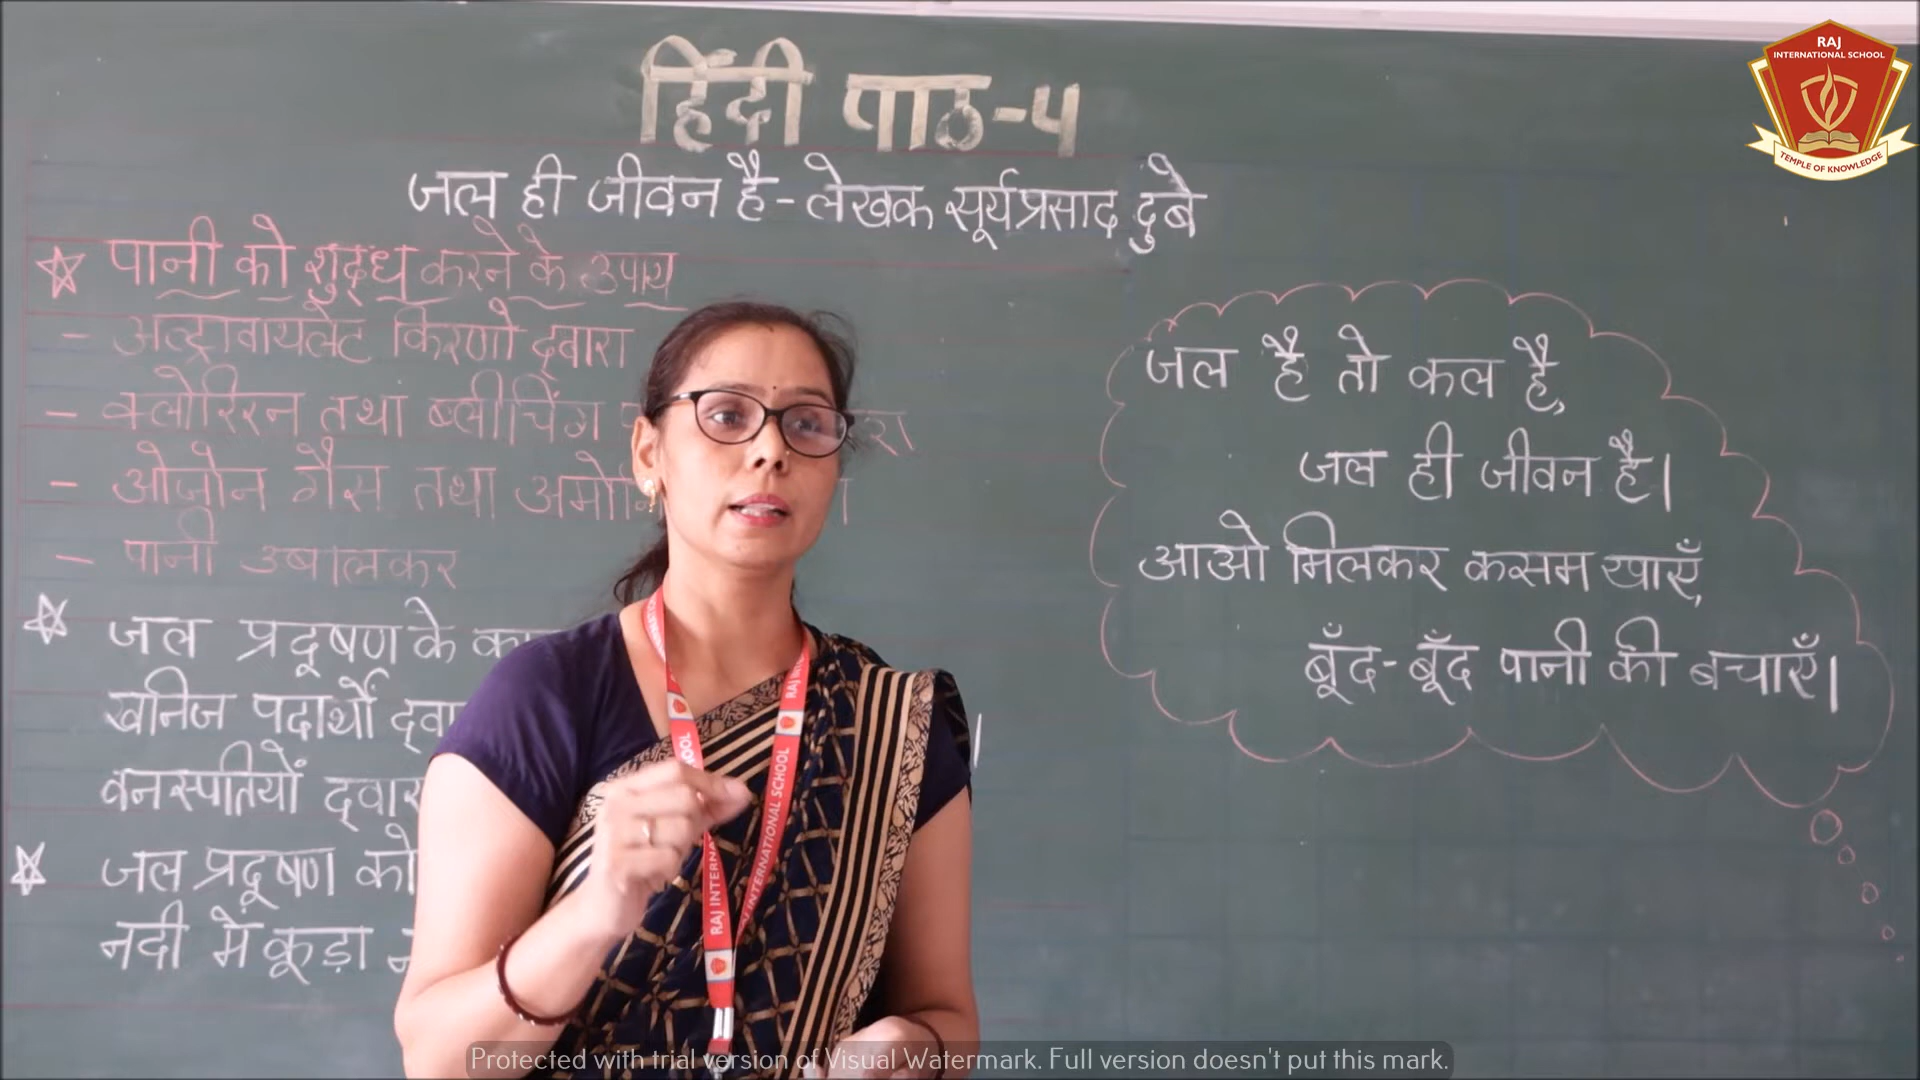 हिंदी पाठ-५
जल ही जीवन है-लेखक सूर्यप्रसाद दुबे
पानी को शुद्ध करने के उपाय
- अल्ट्रावायलेट किरणो द्वारा
- क्लोरिरन तथा ब्लीचिंग
- ओजोन गैस तथा
- पानी उबालकर
जल प्रदूषण के
खनिज पदार्थों
वनस्पतियों
जल प्रदूषण को
नदी में कूड़ा
जल है तो कल है,
जल ही जीवन है।
आओ मिलकर कसम खाएँ,
बूँद-बूँद पानी की बचाएँ।
RAJ
INTERNATIONAL SCHOOL
TEMPLE OF KNOWLEDGE
RAJ INTERNATIONAL SCHOOL
Protected with trial version of Visual Watermark. Full version doesn't put this mark.